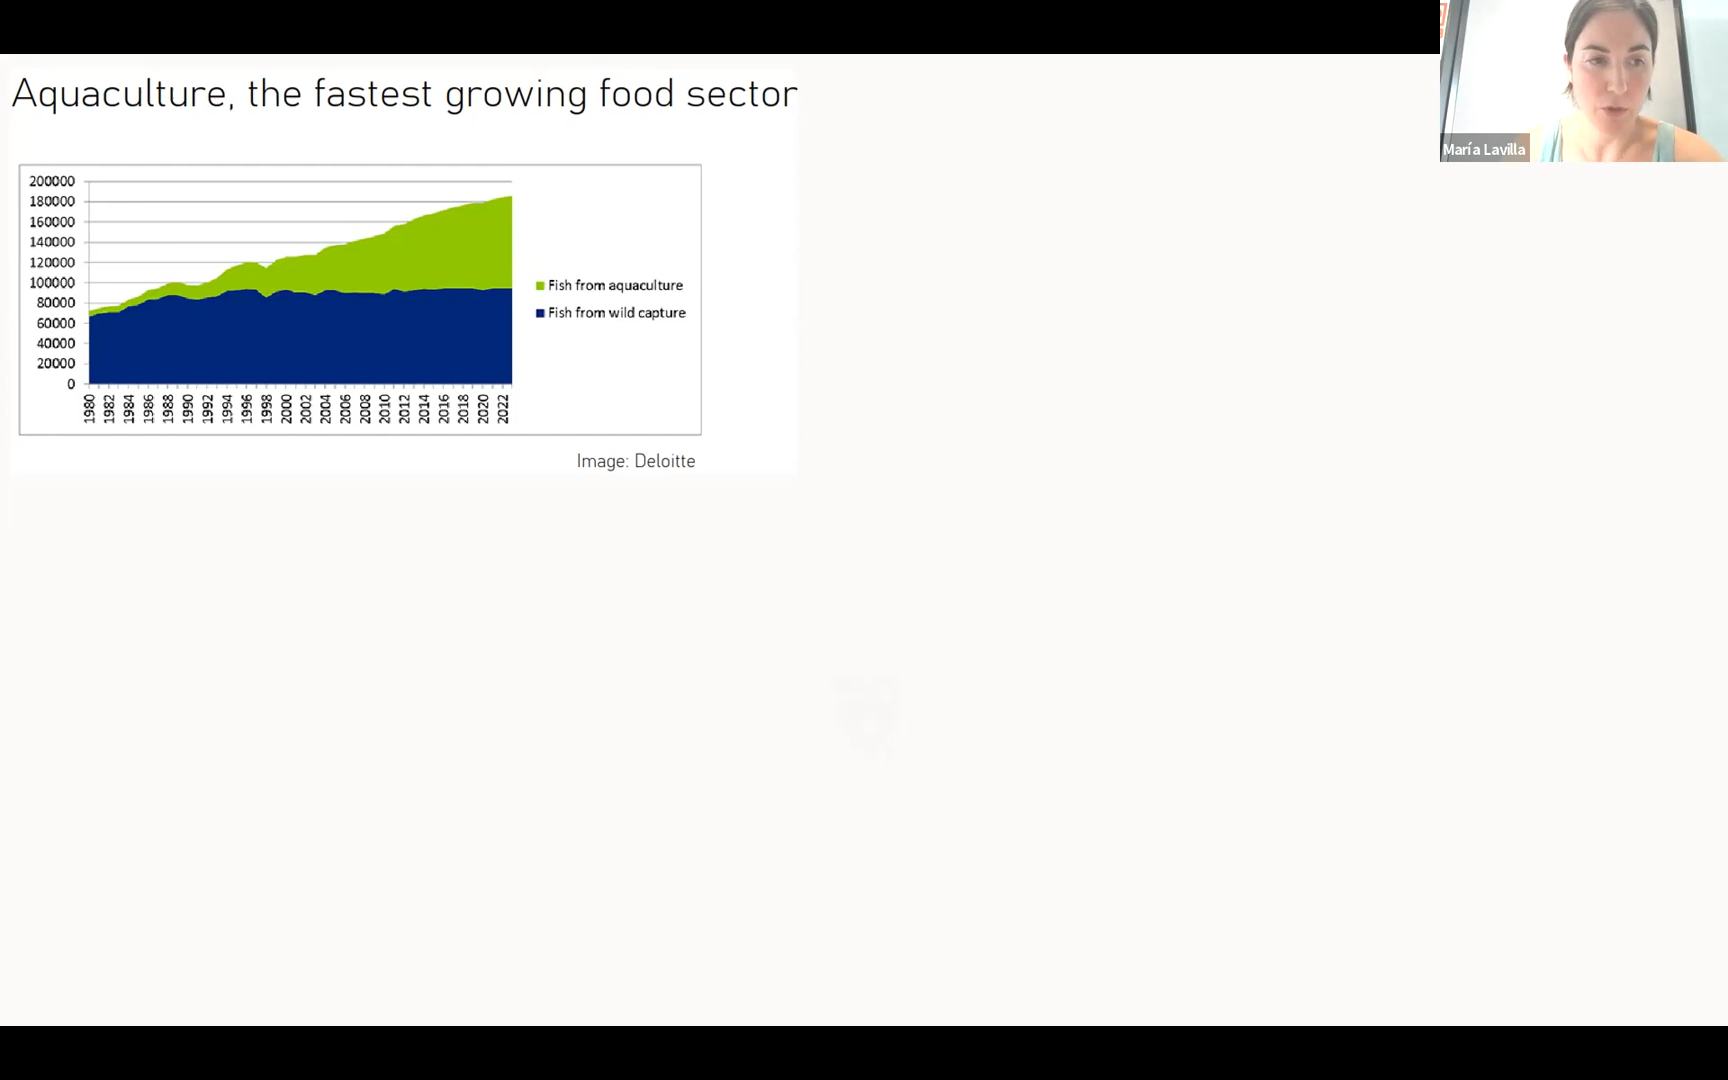 Aquaculture, the fastest growing food sector
María Lavilla
200000
180000
160000
140000
120000
100000
80000
60000
40000
20000
0
Fish from aquaculture
Fish from wild capture
1980 1982 1984 1986 1988 1990 1992 1994 1996 1998 2000 2002 2004 2006 2008 2010 2012 2014 2016 2018 2020 2022
Image: Deloitte